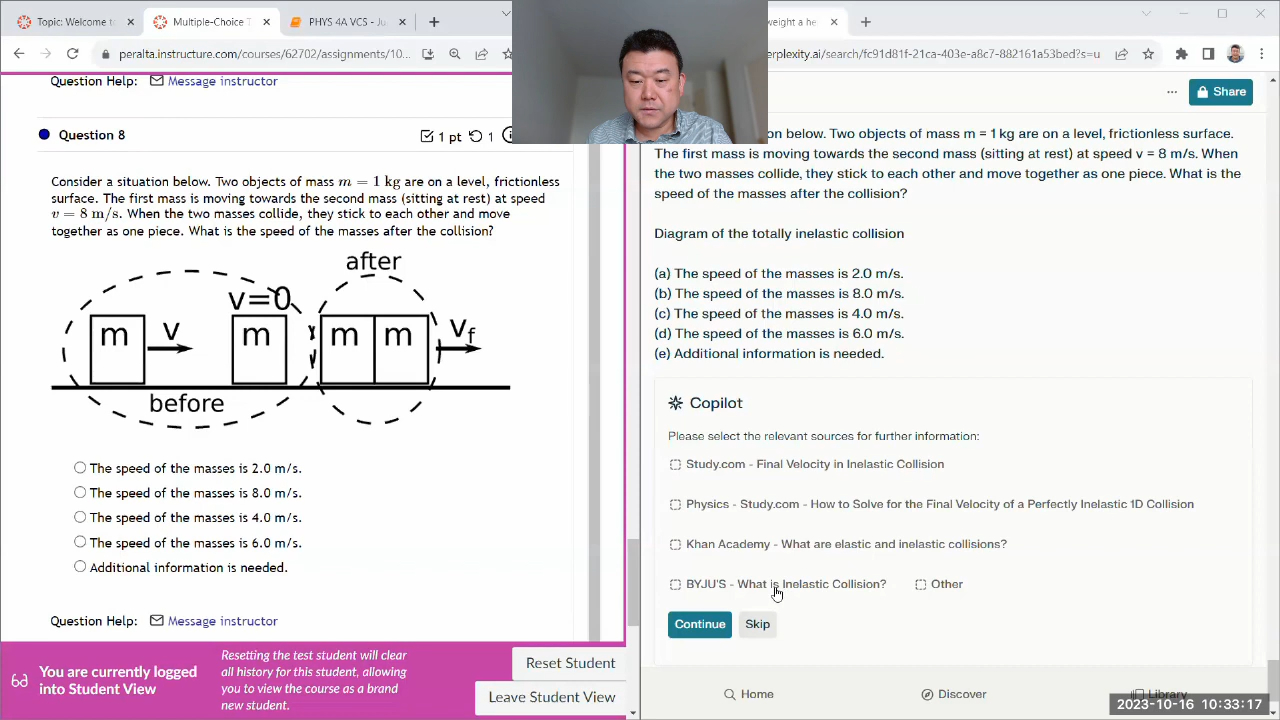 Topic: Welcome to
Multiple-Choice T
PHYS 4A VCS - Ju
weight a he
peralta.instructure.com/courses/62702/assignments/10...
perplexity.ai/search/fc91d81f-21ca-403e-a8c7-882161a53bed?s=u
Question Help: Message instructor
Question 8
1 pt 1
Consider a situation below. Two objects of mass m = 1 kg are on a level, frictionless
surface. The first mass is moving towards the second mass (sitting at rest) at speed
v = 8 m/s. When the two masses collide, they stick to each other and move
together as one piece. What is the speed of the masses after the collision?
after
v=0
m v m m m vf
before
The speed of the masses is 2.0 m/s.
The speed of the masses is 8.0 m/s.
The speed of the masses is 4.0 m/s.
The speed of the masses is 6.0 m/s.
Additional information is needed.
Question Help: Message instructor
You are currently logged
into Student View
Resetting the test student will clear
all history for this student, allowing
you to view the course as a brand
new student.
Reset Student
Leave Student View
... Share
on below. Two objects of mass m = 1 kg are on a level, frictionless surface.
The first mass is moving towards the second mass (sitting at rest) at speed v = 8 m/s. When
the two masses collide, they stick to each other and move together as one piece. What is the
speed of the masses after the collision?
Diagram of the totally inelastic collision
(a) The speed of the masses is 2.0 m/s.
(b) The speed of the masses is 8.0 m/s.
(c) The speed of the masses is 4.0 m/s.
(d) The speed of the masses is 6.0 m/s.
(e) Additional information is needed.
Copilot
Please select the relevant sources for further information:
Study.com - Final Velocity in Inelastic Collision
Physics - Study.com - How to Solve for the Final Velocity of a Perfectly Inelastic 1D Collision
Khan Academy - What are elastic and inelastic collisions?
BYJU'S - What is Inelastic Collision? Other
Continue Skip
Home Discover Library
2023-10-16 10:33:17